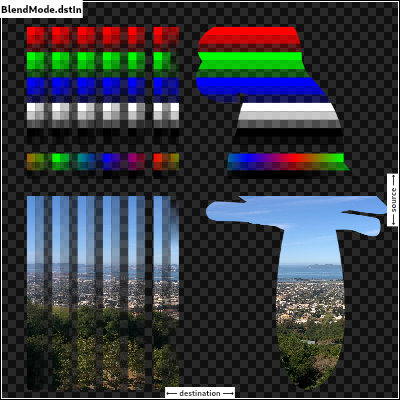 BlendMode.dstIn
⟵ source ⟶
⟵ destination ⟶